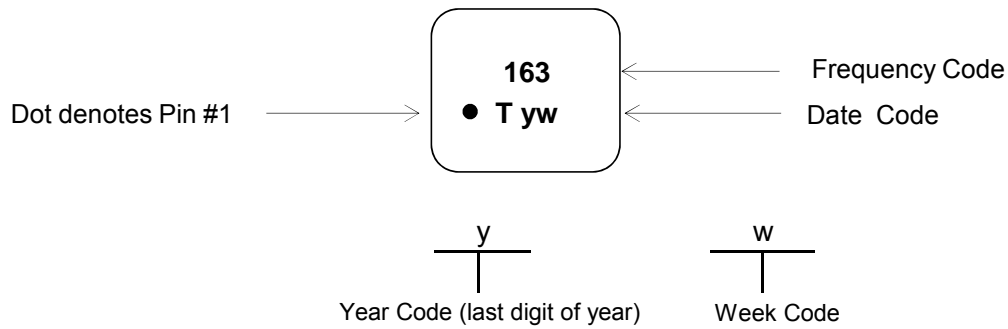 163
Frequency Code
Dot denotes Pin #1
● T yw
Date Code
y
w
Year Code (last digit of year)
Week Code